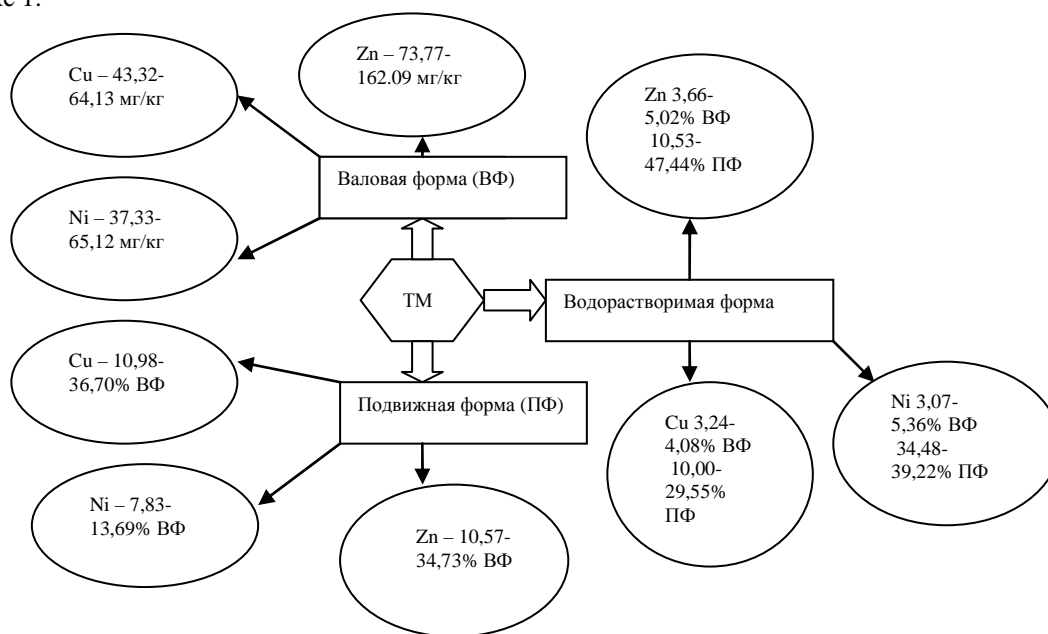 Cu – 43,32-
64,13 мг/кг
Zn – 73,77-
162.09 мг/кг
Zn 3,66-
5,02% ВФ
10,53-
47,44% ПФ
Валовая форма (ВФ)
Ni – 37,33-
65,12 мг/кг
ТМ
Водорастворимая форма
Cu – 10,98-
36,70% ВФ
Подвижная форма (ПФ)
Cu 3,24-
4,08% ВФ
10,00-
29,55%
ПФ
Ni 3,07-
5,36% ВФ
34,48-
39,22% ПФ
Ni – 7,83-
13,69% ВФ
Zn – 10,57-
34,73% ВФ